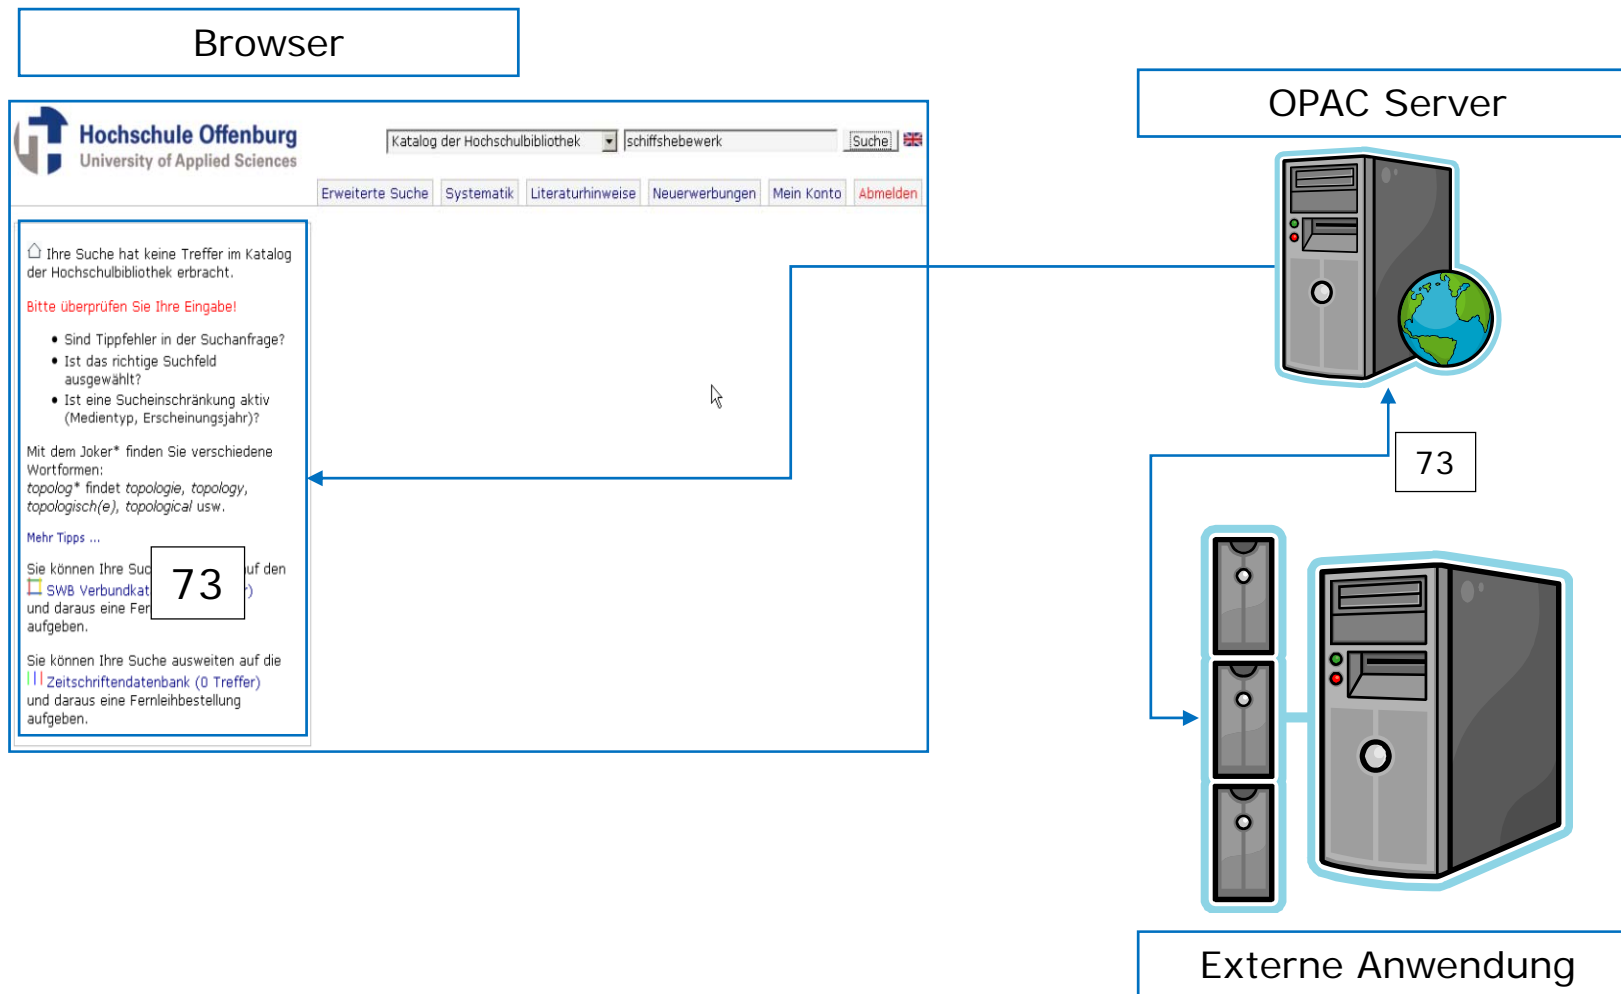 Browser
OPAC Server
Hochschule Offenburg
University of Applied Sciences
Katalog der Hochschulbibliothek schiffshebewerk Suche
Erweiterte Suche Systematik Literaturhinweise Neuerwerbungen Mein Konto Abmelden
Ihre Suche hat keine Treffer im Katalog
der Hochschulbibliothek erbracht.
Bitte überprüfen Sie Ihre Eingabe!
• Sind Tippfehler in der Suchanfrage?
• Ist das richtige Suchfeld
ausgewählt?
• Ist eine Sucheinschränkung aktiv
(Medientyp, Erscheinungsjahr)?
Mit dem Joker* finden Sie verschiedene
Wortformen:
topolog* findet topologie, topology,
topologisch(e), topological usw.
Mehr Tipps ...
Sie können Ihre auf den
SWB
und daraus eine
aufgeben.
73
Sie können Ihre Suche ausweiten auf die
Zeitschriftendatenbank (0 Treffer)
und daraus eine Fernleihbestellung
aufgeben.
73
Externe Anwendung